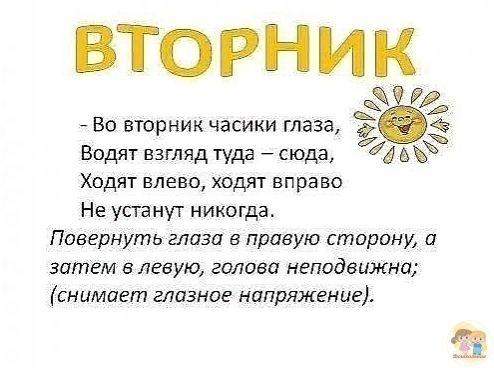 ВТОРНИК
- Во вторник часики глаза,
Водят взгляд туда – сюда,
Ходят влево, ходят вправо
Не устанут никогда.
Повернуть глаза в правую сторону, а
затем в левую, голова неподвижна;
(снимает глазное напряжение).